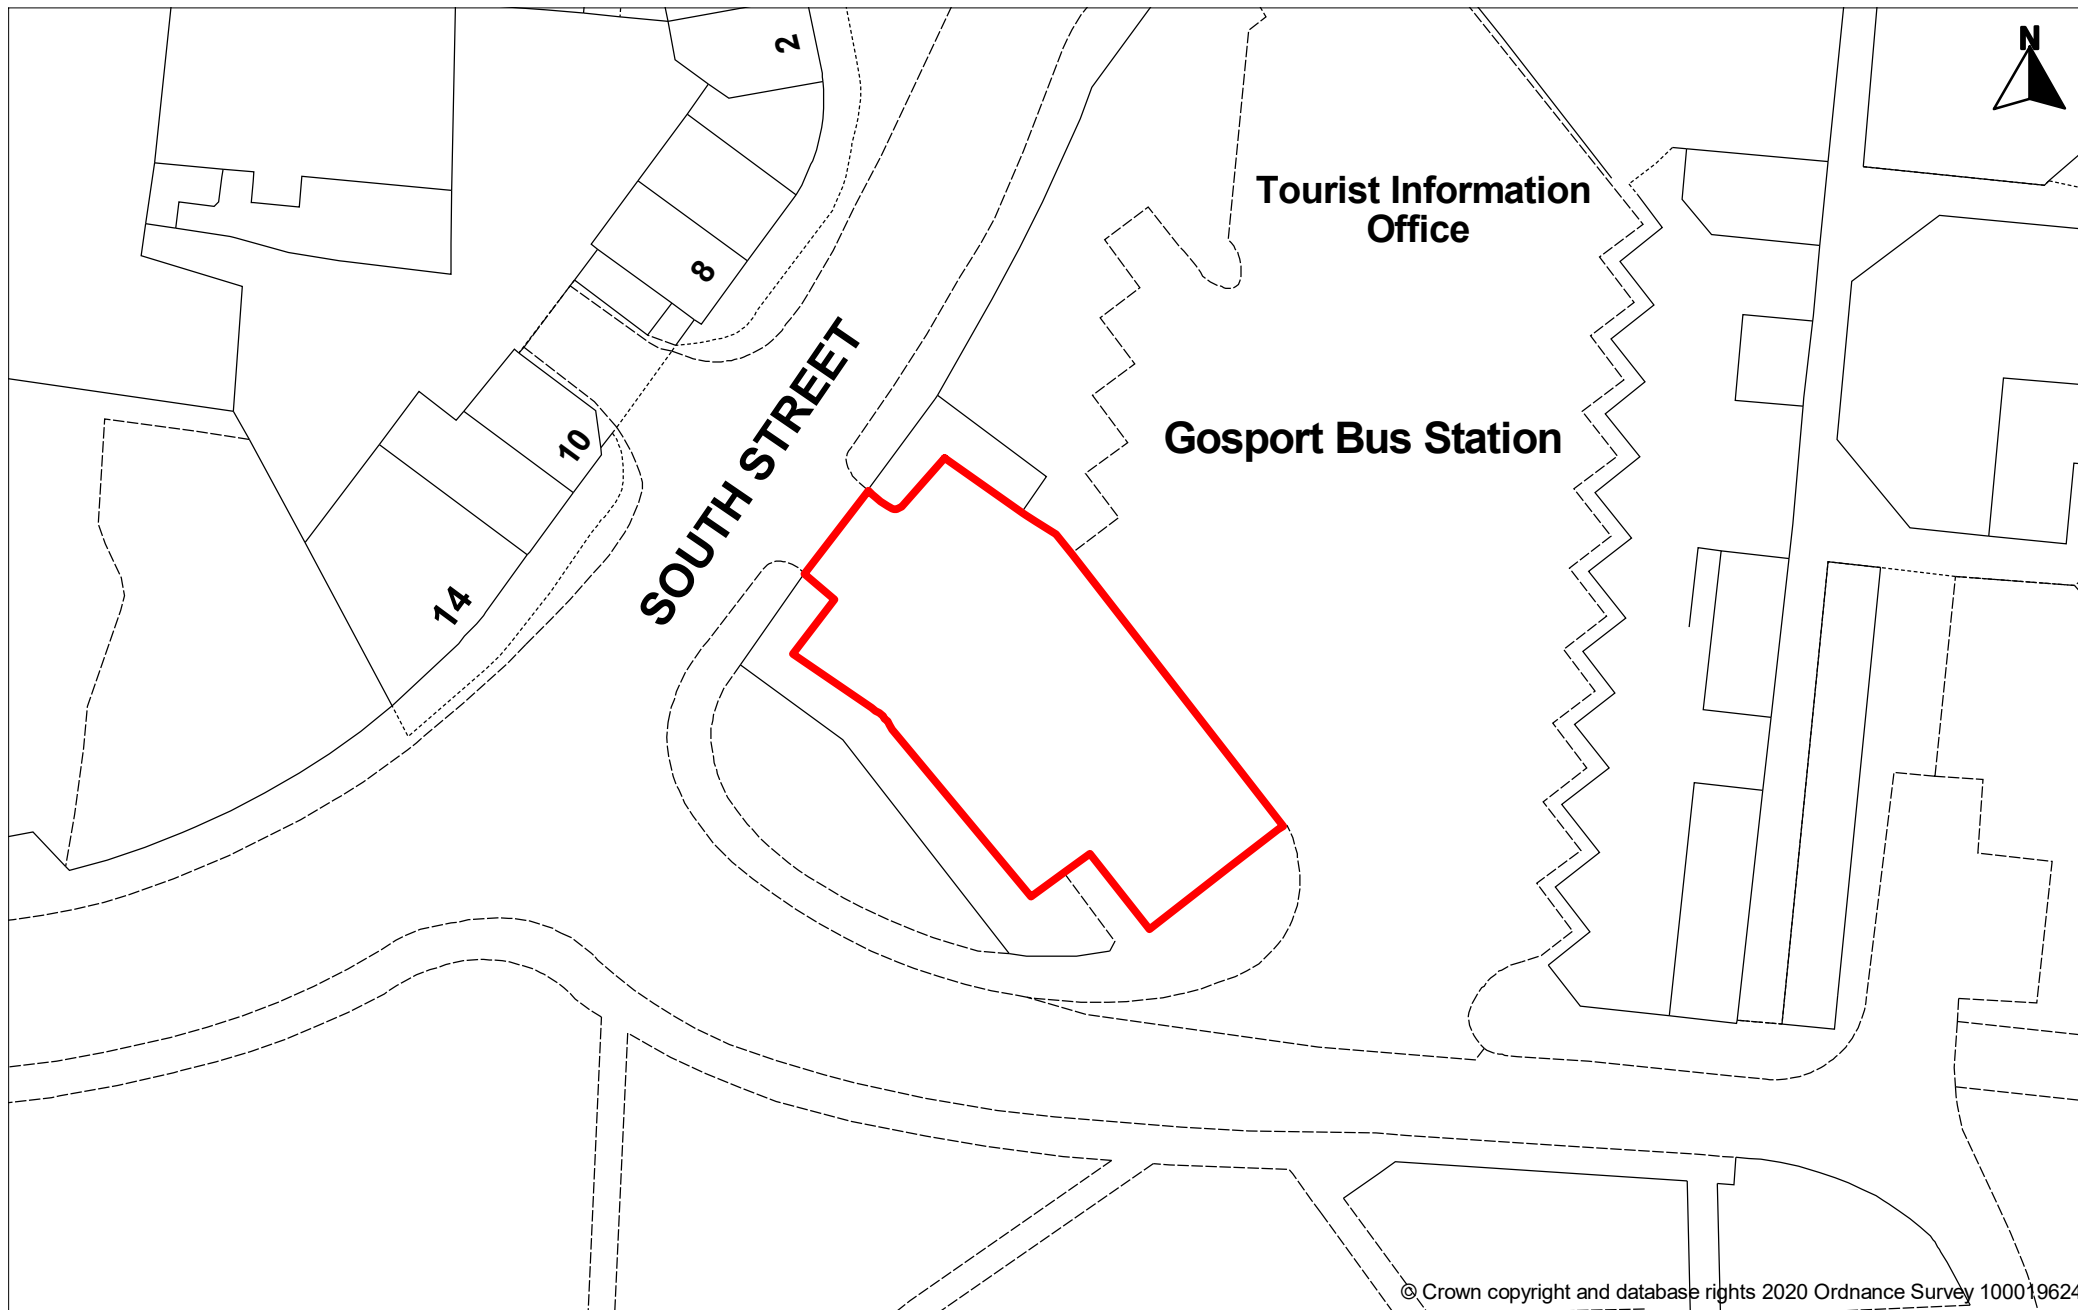 2
N
Tourist Information
Office
8
SOUTH STREET
Gosport Bus Station
10
14
© Crown copyright and database rights 2020 Ordnance Survey 100019624